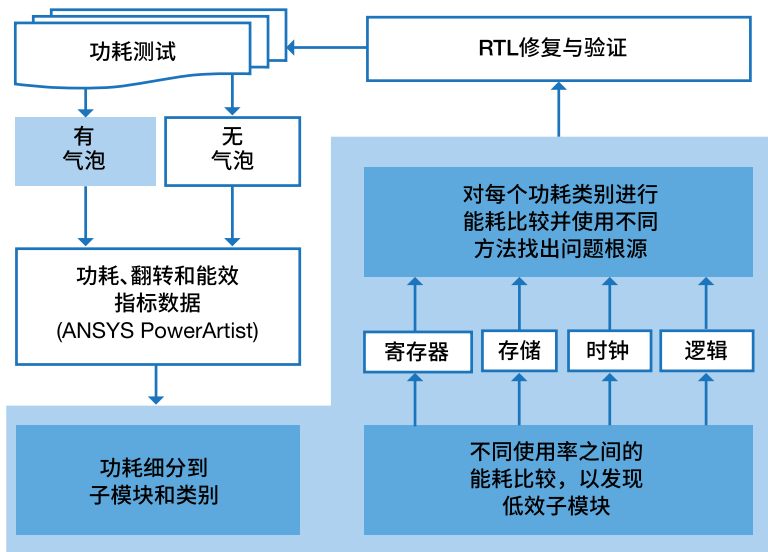 功耗测试
RTL修复与验证
有
气泡
无
气泡
功耗、翻转和能效
指标数据
(ANSYS PowerArtist)
功耗细分到
子模块和类别
不同使用率之间的
能耗比较，以发现
低效子模块
寄存器
存储
时钟
逻辑
对每个功耗类别进行
能耗比较并使用不同
方法找出问题根源